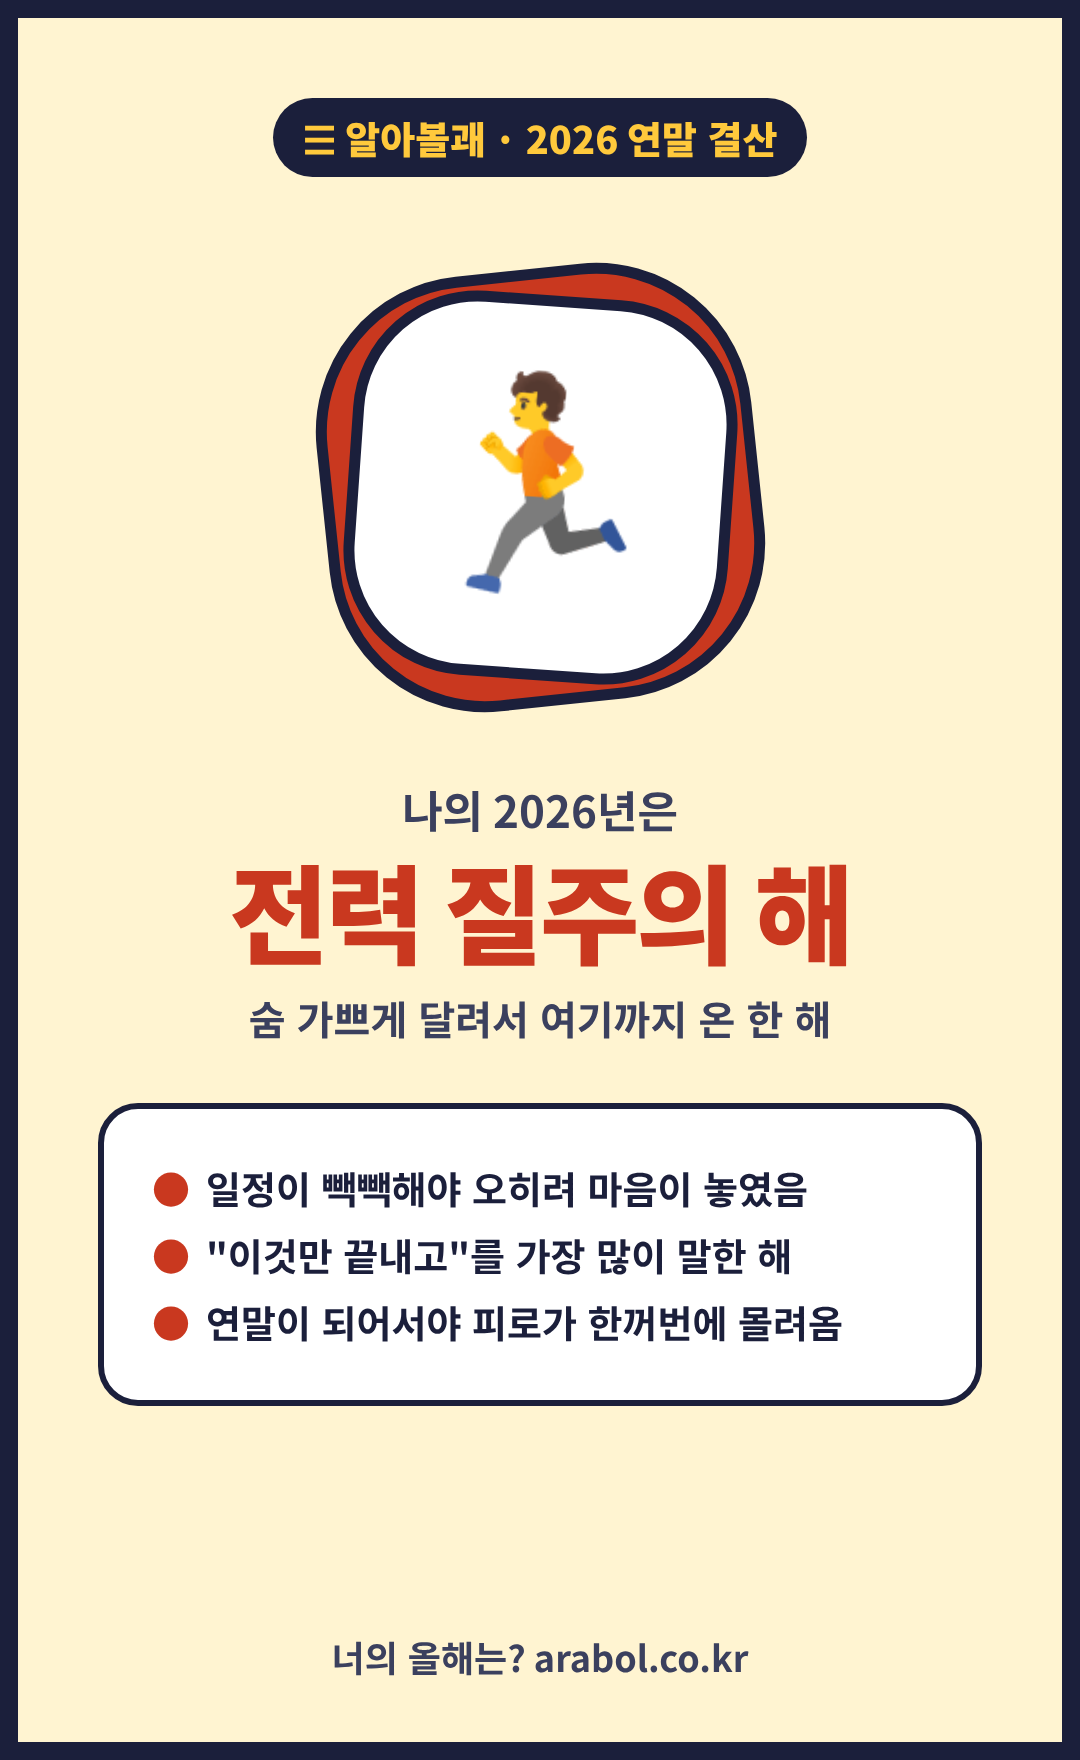 ☰ 알아볼괘 · 2026 연말 결산
나의 2026년은
전력 질주의 해
숨 가쁘게 달려서 여기까지 온 한 해
일정이 빽빽해야 오히려 마음이 놓였음
"이것만 끝내고"를 가장 많이 말한 해
연말이 되어서야 피로가 한꺼번에 몰려옴
너의 올해는? arabol.co.kr